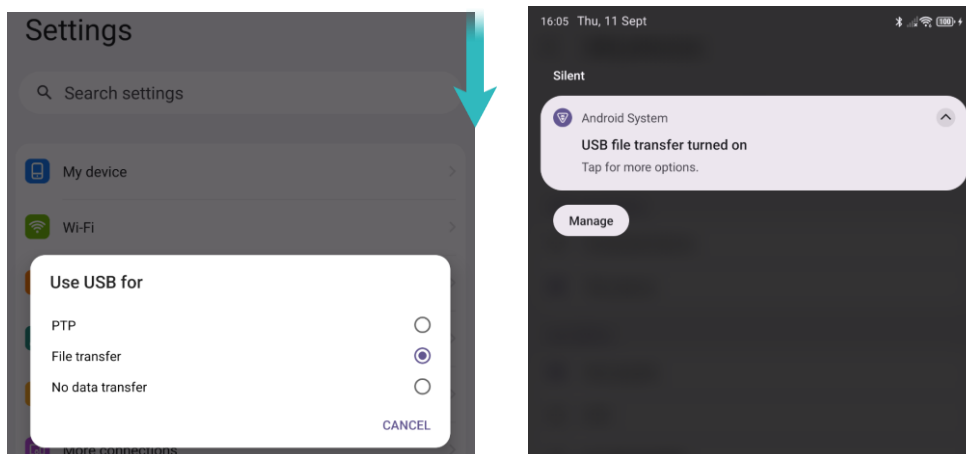 Settings
Search settings
My device
Wi-Fi
Use USB for
PTP
File transfer
No data transfer
CANCEL
More connections
16:05 Thu, 11 Sept
100
Silent
Android System
USB file transfer turned on
Tap for more options.
Manage